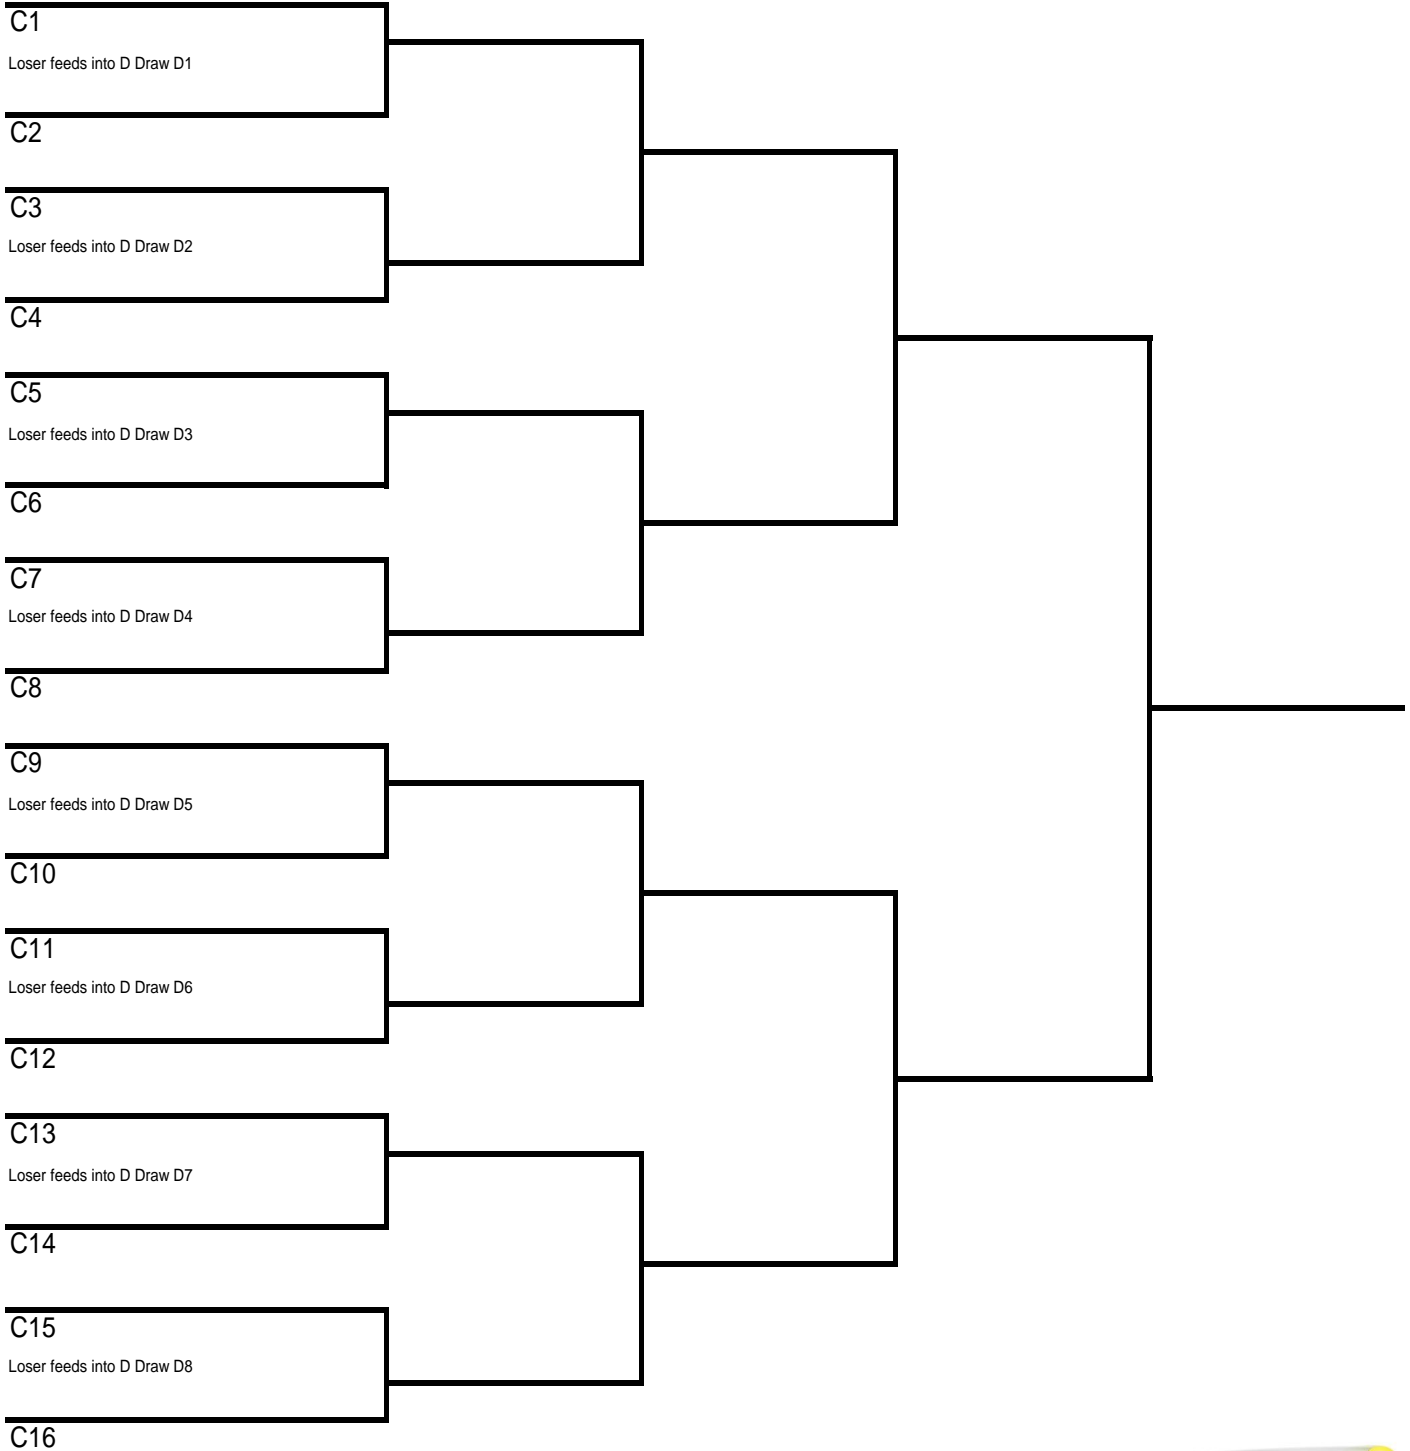 C1
Loser feeds into D Draw D1
C2
C3
Loser feeds into D Draw D2
C4
C5
Loser feeds into D Draw D3
C6
C7
Loser feeds into D Draw D4
C8
C9
Loser feeds into D Draw D5
C10
C11
Loser feeds into D Draw D6
C12
C13
Loser feeds into D Draw D7
C14
C15
Loser feeds into D Draw D8
C16